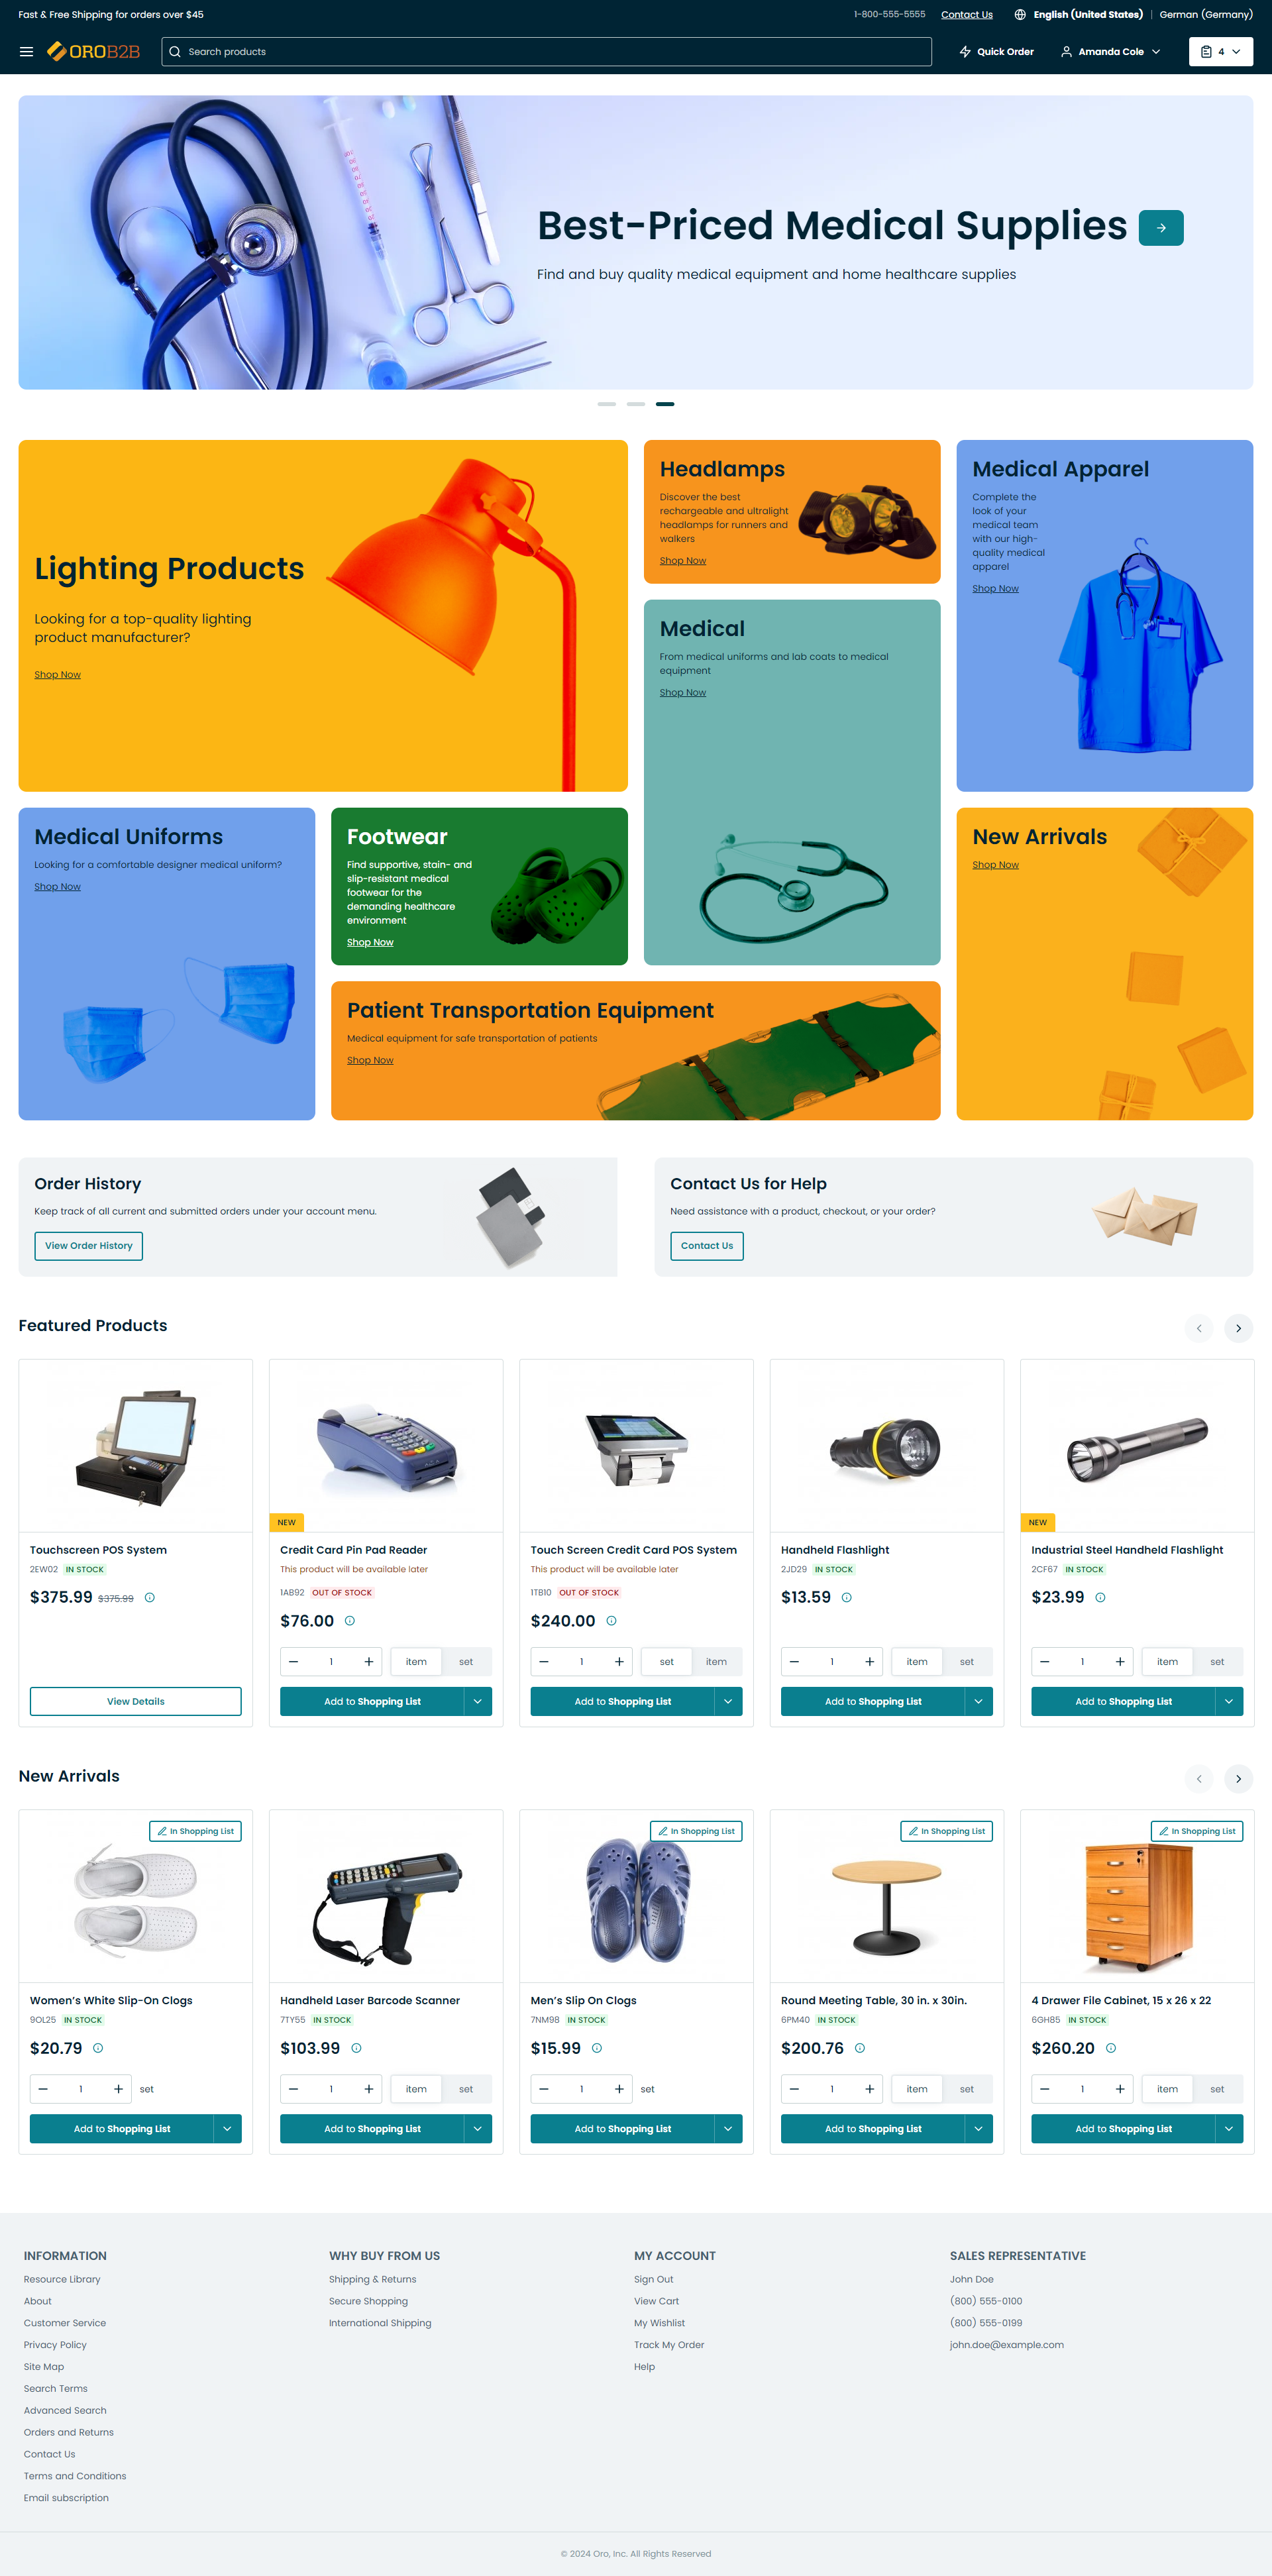 Fast & Free Shipping for orders over $45
1-800-555-5555
Contact Us
English (United States)
German (Germany)
OROB2B
Search products
Quick Order
Amanda Cole
4
Best-Priced Medical Supplies
Find and buy quality medical equipment and home healthcare supplies
Lighting Products
Looking for a top-quality lighting
product manufacturer?
Shop Now
Headlamps
Discover the best
rechargeable and ultralight
headlamps for runners and
walkers
Shop Now
Medical Apparel
Complete the
look of your
medical team
with our high-
quality medical
apparel
Shop Now
Medical
From medical uniforms and lab coats to medical
equipment
Shop Now
Medical Uniforms
Looking for a comfortable designer medical uniform?
Shop Now
Footwear
Find supportive, stain- and
slip-resistant medical
footwear for the
demanding healthcare
environment
Shop Now
New Arrivals
Shop Now
Patient Transportation Equipment
Medical equipment for safe transportation of patients
Shop Now
Order History
Keep track of all current and submitted orders under your account menu.
View Order History
Contact Us for Help
Need assistance with a product, checkout, or your order?
Contact Us
Featured Products
Touchscreen POS System
2EW02 IN STOCK
$375.99 $375.99
View Details
NEW
Credit Card Pin Pad Reader
This product will be available later
1AB92 OUT OF STOCK
$76.00
1 item set
Add to Shopping List
Touch Screen Credit Card POS System
This product will be available later
1TB10 OUT OF STOCK
$240.00
1 set item
Add to Shopping List
Handheld Flashlight
2JD29 IN STOCK
$13.59
1 item set
Add to Shopping List
NEW
Industrial Steel Handheld Flashlight
2CF67 IN STOCK
$23.99
1 item set
Add to Shopping List
New Arrivals
In Shopping List
Women’s White Slip-On Clogs
9OL25 IN STOCK
$20.79
1 set
Add to Shopping List
Handheld Laser Barcode Scanner
7TY55 IN STOCK
$103.99
1 item set
Add to Shopping List
In Shopping List
Men’s Slip On Clogs
7NM98 IN STOCK
$15.99
1 set
Add to Shopping List
In Shopping List
Round Meeting Table, 30 in. x 30in.
6PM40 IN STOCK
$200.76
1 item set
Add to Shopping List
In Shopping List
4 Drawer File Cabinet, 15 x 26 x 22
6GH85 IN STOCK
$260.20
1 item set
Add to Shopping List
INFORMATION
Resource Library
About
Customer Service
Privacy Policy
Site Map
Search Terms
Advanced Search
Orders and Returns
Contact Us
Terms and Conditions
Email subscription
WHY BUY FROM US
Shipping & Returns
Secure Shopping
International Shipping
MY ACCOUNT
Sign Out
View Cart
My Wishlist
Track My Order
Help
SALES REPRESENTATIVE
John Doe
(800) 555-0100
(800) 555-0199
john.doe@example.com
© 2024 Oro, Inc. All Rights Reserved